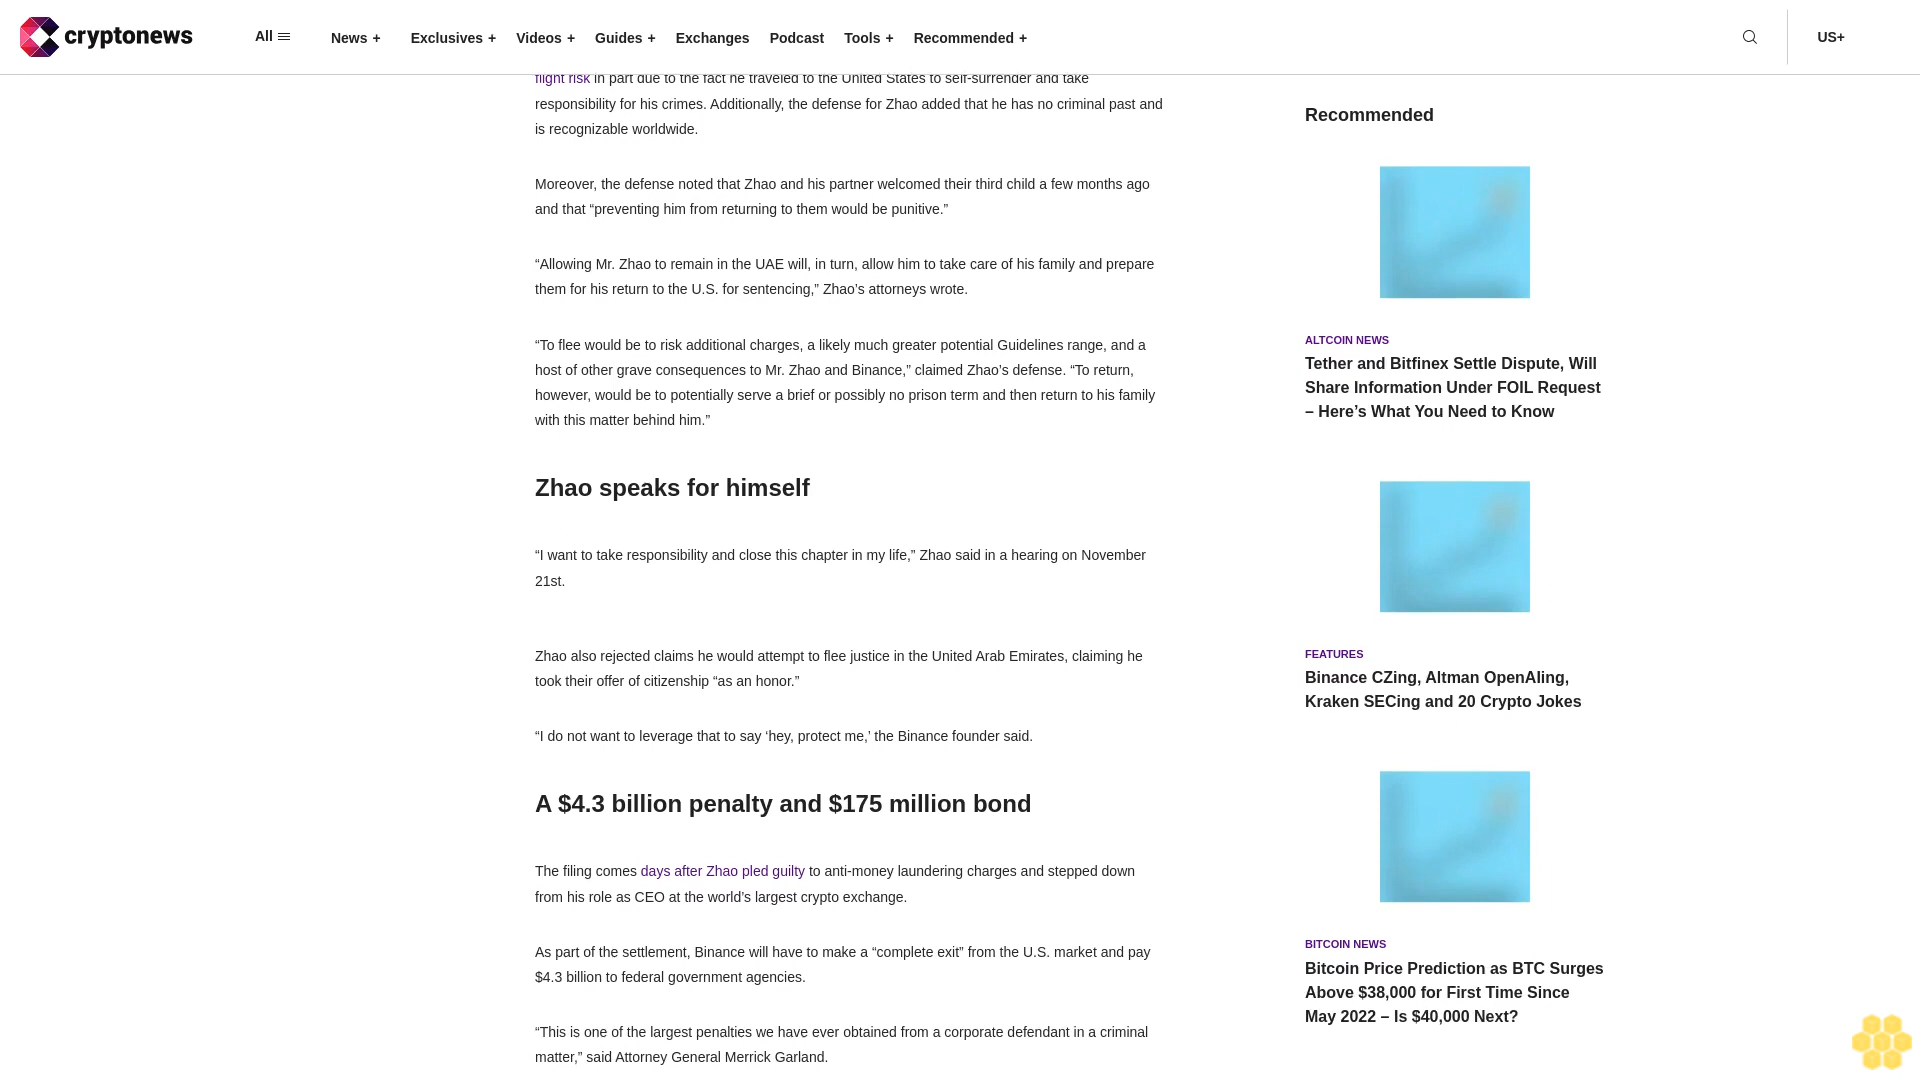 cryptonews
All
News +
Exclusives +
Videos +
Guides +
Exchanges
Podcast
Tools +
Recommended +
US+
flight risk in part due to the fact he traveled to the United States to self-surrender and take
responsibility for his crimes. Additionally, the defense for Zhao added that he has no criminal past and
is recognizable worldwide.
Moreover, the defense noted that Zhao and his partner welcomed their third child a few months ago
and that “preventing him from returning to them would be punitive.”
“Allowing Mr. Zhao to remain in the UAE will, in turn, allow him to take care of his family and prepare
them for his return to the U.S. for sentencing,” Zhao’s attorneys wrote.
“To flee would be to risk additional charges, a likely much greater potential Guidelines range, and a
host of other grave consequences to Mr. Zhao and Binance,” claimed Zhao’s defense. “To return,
however, would be to potentially serve a brief or possibly no prison term and then return to his family
with this matter behind him.”
Zhao speaks for himself
“I want to take responsibility and close this chapter in my life,” Zhao said in a hearing on November
21st.
Zhao also rejected claims he would attempt to flee justice in the United Arab Emirates, claiming he
took their offer of citizenship “as an honor.”
“I do not want to leverage that to say ‘hey, protect me,’ the Binance founder said.
A $4.3 billion penalty and $175 million bond
The filing comes days after Zhao pled guilty to anti-money laundering charges and stepped down
from his role as CEO at the world’s largest crypto exchange.
As part of the settlement, Binance will have to make a “complete exit” from the U.S. market and pay
$4.3 billion to federal government agencies.
“This is one of the largest penalties we have ever obtained from a corporate defendant in a criminal
matter,” said Attorney General Merrick Garland.
Recommended
ALTCOIN NEWS
Tether and Bitfinex Settle Dispute, Will
Share Information Under FOIL Request
– Here’s What You Need to Know
FEATURES
Binance CZing, Altman OpenAIing,
Kraken SECing and 20 Crypto Jokes
BITCOIN NEWS
Bitcoin Price Prediction as BTC Surges
Above $38,000 for First Time Since
May 2022 – Is $40,000 Next?